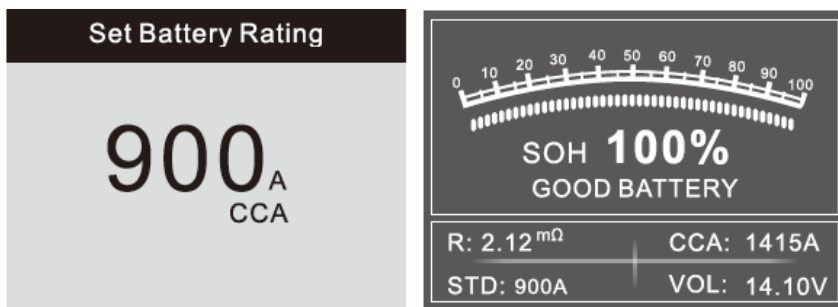 Set Battery Rating
900A
CCA
0 10 20 30 40 50 60 70 80 90 100
SOH 100%
GOOD BATTERY
R: 2.12mΩ CCA: 1415A
STD: 900A VOL: 14.10V